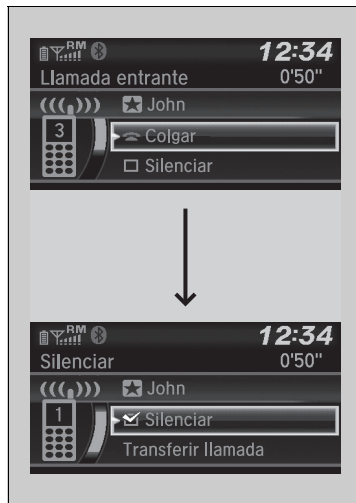 RM 12:34
Llamada entrante 0'50"
John
3 Colgar
Silenciar
RM 12:34
Silenciar 0'50"
John
1 Silenciar
Transferir llamada